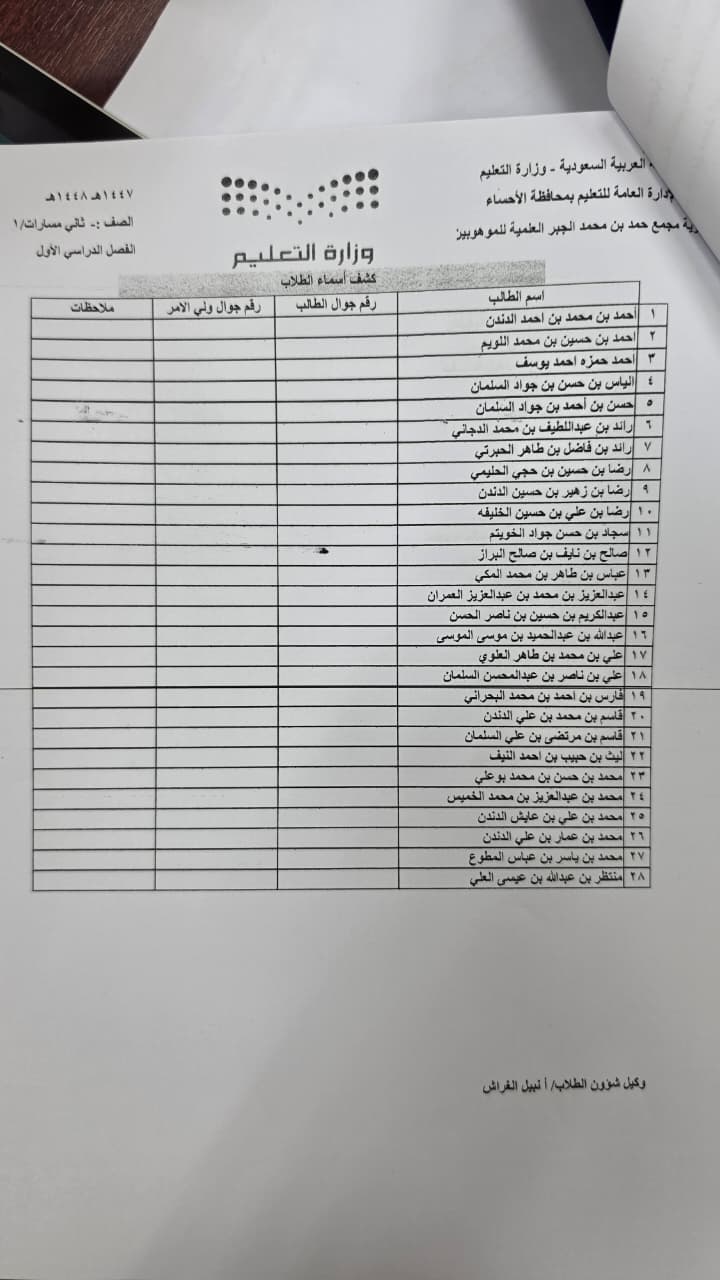 العربية السعودية - وزارة التعليم
الإدارة العامة للتعليم بمحافظة الأحساء
مجمع حمد بن محمد الجبر العلمية للموهوبين
وزارة التعليم
١٤٤٧هـ ١٤٤٨هـ
الصف :- ثاني مسارات/١
الفصل الدراسي الأول
كشف أسماء الطلاب
اسم الطالب رقم جوال الطالب رقم جوال ولي الامر ملاحظات
١ احمد بن محمد بن احمد الدندن
٢ احمد بن حسين بن محمد اللويم
٣ احمد حمزه احمد يوسف
٤ الياس بن حسن بن جواد السلمان
٥ حسن بن أحمد بن جواد السلمان
٦ رائد بن عبداللطيف بن محمد الدجاني
٧ رائد بن فاضل بن طاهر الحبرتي
٨ رضا بن حسين بن حجي الحليمي
٩ رضا بن زهير بن حسين الدندن
١٠ رضا بن علي بن حسين الخليفه
١١ سجاد بن حسن جواد الخويتم
١٢ صالح بن نايف بن صالح البراز
١٣ عباس بن طاهر بن محمد المكي
١٤ عبدالعزيز بن محمد بن عبدالعزيز العمران
١٥ عبدالكريم بن حسين بن ناصر الحسن
١٦ عبدالله بن عبدالحميد بن موسى الموسى
١٧ علي بن محمد بن طاهر العلوي
١٨ علي بن ناصر بن عبدالمحسن السلمان
١٩ فارس بن احمد بن محمد البحراني
٢٠ قاسم بن محمد بن علي الدندن
٢١ قاسم بن مرتضى بن علي السلمان
٢٢ ليث بن حبيب بن احمد النيف
٢٣ محمد بن حسن بن محمد بوعلي
٢٤ محمد بن عبدالعزيز بن محمد الخميس
٢٥ محمد بن علي بن عايش الدندن
٢٦ محمد بن عمار بن علي الدندن
٢٧ محمد بن ياسر بن عباس المطوع
٢٨ منتظر بن عبدالله بن عيسى العلي
وكيل شؤون الطلاب/ أ نبيل الفراش